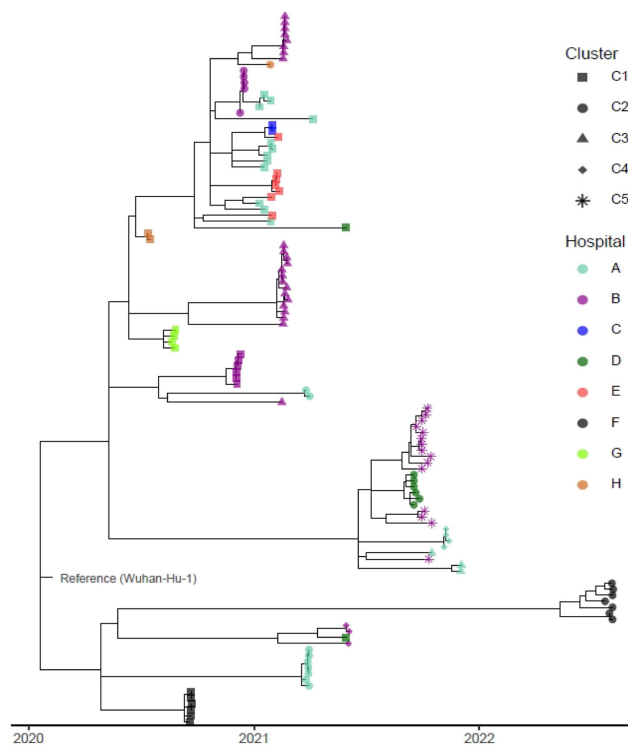 Cluster
C1
C2
C3
C4
C5
Hospital
A
B
C
D
E
F
G
H
Reference (Wuhan-Hu-1)
2020
2021
2022